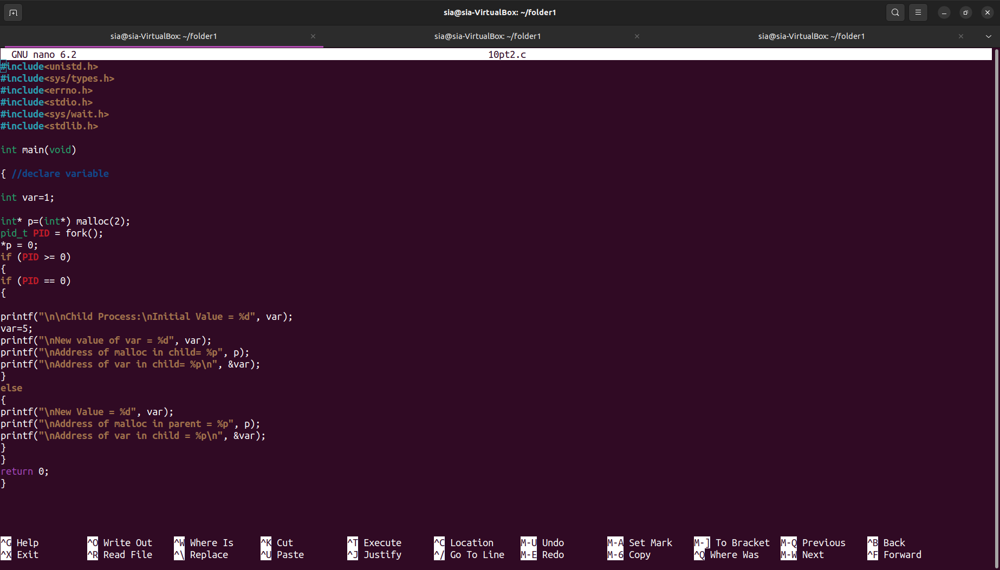 sia@sia-VirtualBox: ~/folder1
sia@sia-VirtualBox: ~/folder1 × sia@sia-VirtualBox: ~/folder1 × sia@sia-VirtualBox: ~/folder1 ×
GNU nano 6.2 10pt2.c
#include<unistd.h>
#include<sys/types.h>
#include<errno.h>
#include<stdio.h>
#include<sys/wait.h>
#include<stdlib.h>
int main(void)
{ //declare variable
int var=1;
int* p=(int*) malloc(2);
pid_t PID = fork();
*p = 0;
if (PID >= 0)
{
if (PID == 0)
{
printf("\n\nChild Process:\nInitial Value = %d", var);
var=5;
printf("\nNew value of var = %d", var);
printf("\nAddress of malloc in child= %p", p);
printf("\nAddress of var in child= %p\n", &var);
}
else
{
printf("\nNew Value = %d", var);
printf("\nAddress of malloc in parent = %p", p);
printf("\nAddress of var in child = %p\n", &var);
}
}
return 0;
}
^G Help ^O Write Out ^W Where Is ^K Cut ^T Execute ^C Location M-U Undo M-A Set Mark M-] To Bracket M-Q Previous ^B Back
^X Exit ^R Read File ^\ Replace ^U Paste ^J Justify ^/ Go To Line M-E Redo M-6 Copy ^Q Where Was M-W Next ^F Forward